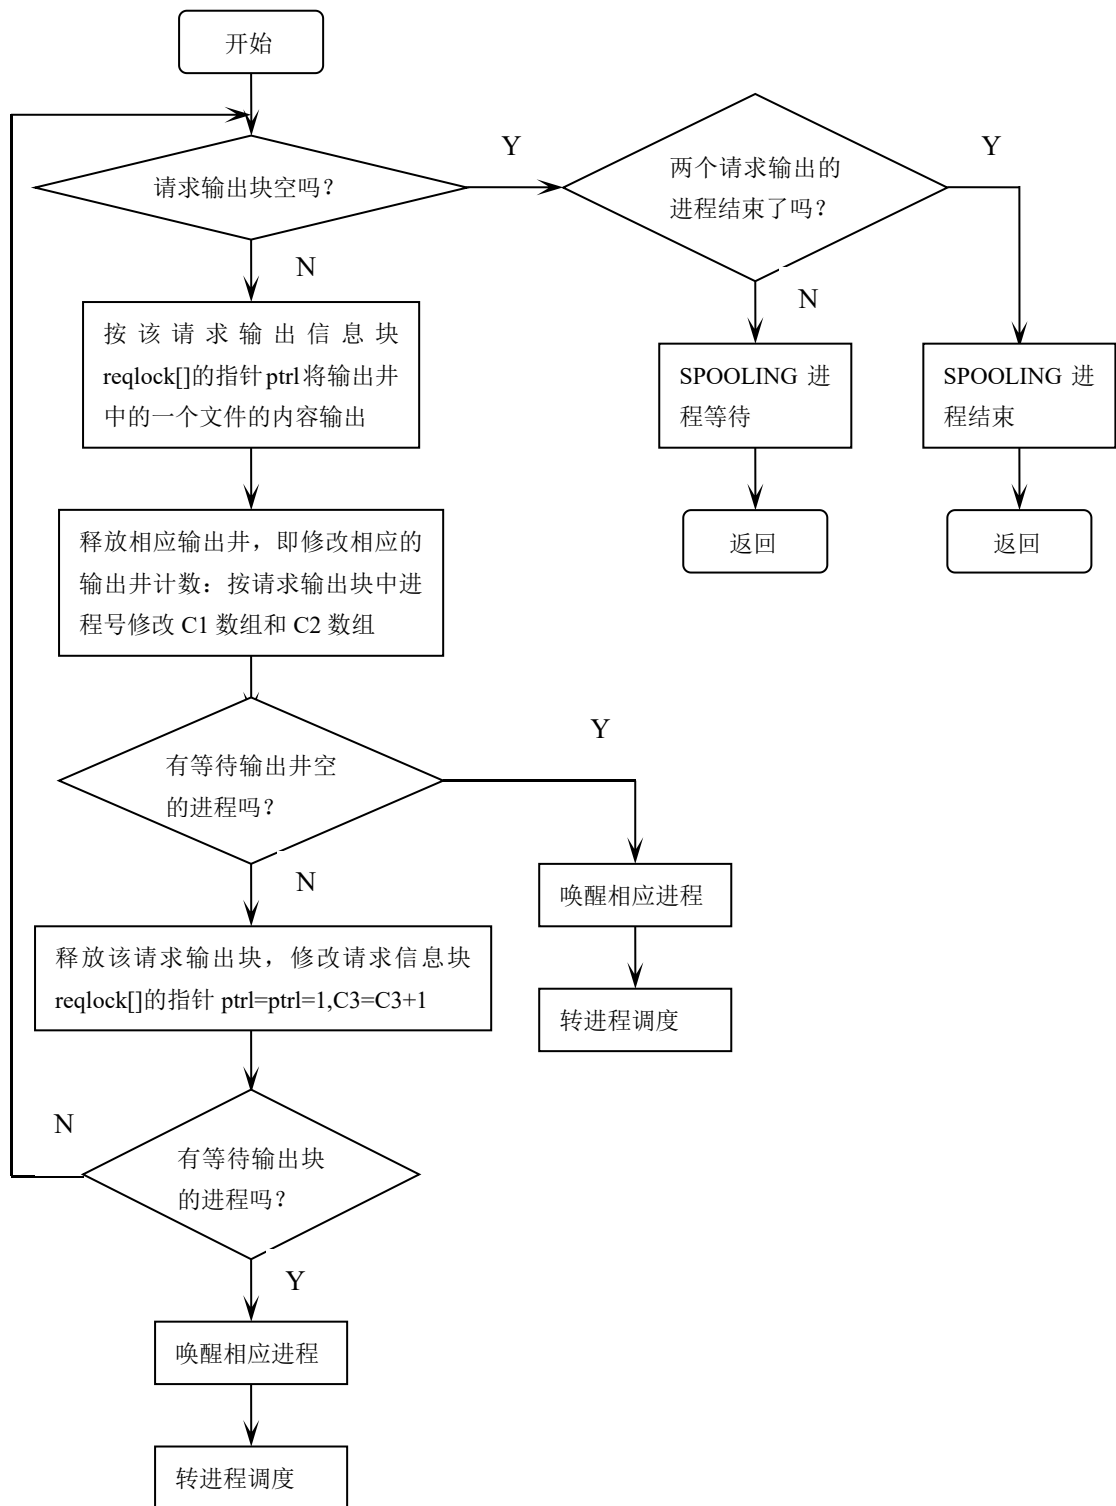 开始
Y
Y
请求输出块空吗？
两个请求输出的
进程结束了吗？
N
N
按该请求输出信息块
reqlock[]的指针 ptrl 将输出井
中的一个文件的内容输出
SPOOLING 进
程等待
SPOOLING 进
程结束
释放相应输出井，即修改相应的
输出井计数：按请求输出块中进
程号修改 C1 数组和 C2 数组
返回
返回
Y
有等待输出井空
的进程吗？
N
唤醒相应进程
释放该请求输出块，修改请求信息块
reqlock[]的指针 ptrl=ptrl=1,C3=C3+1
转进程调度
N
有等待输出块
的进程吗？
Y
唤醒相应进程
转进程调度